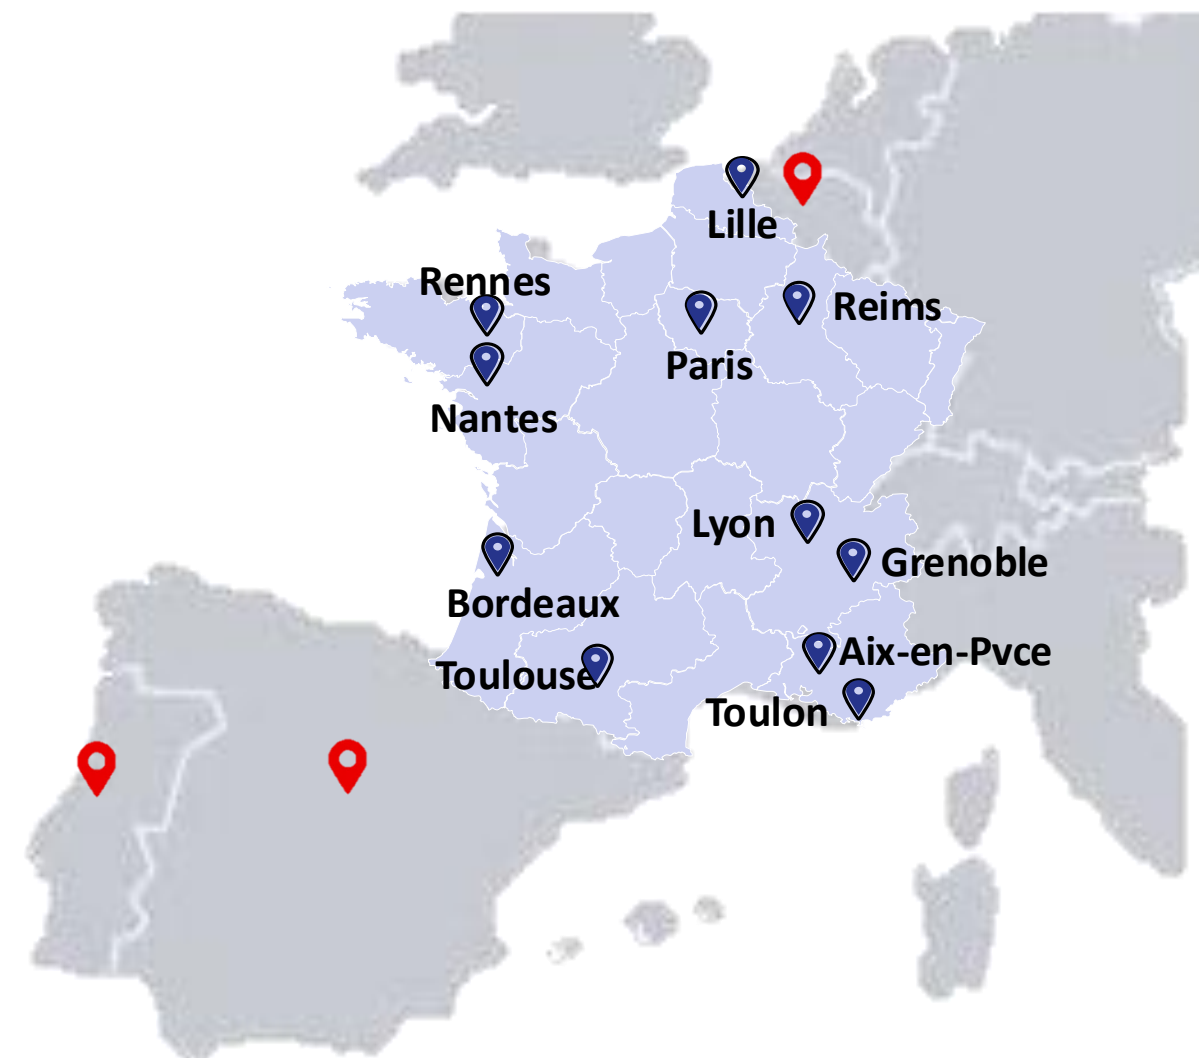 Lille
Rennes
Reims
Paris
Nantes
Lyon
Grenoble
Bordeaux
Aix-en-Pvce
Toulouse
Toulon